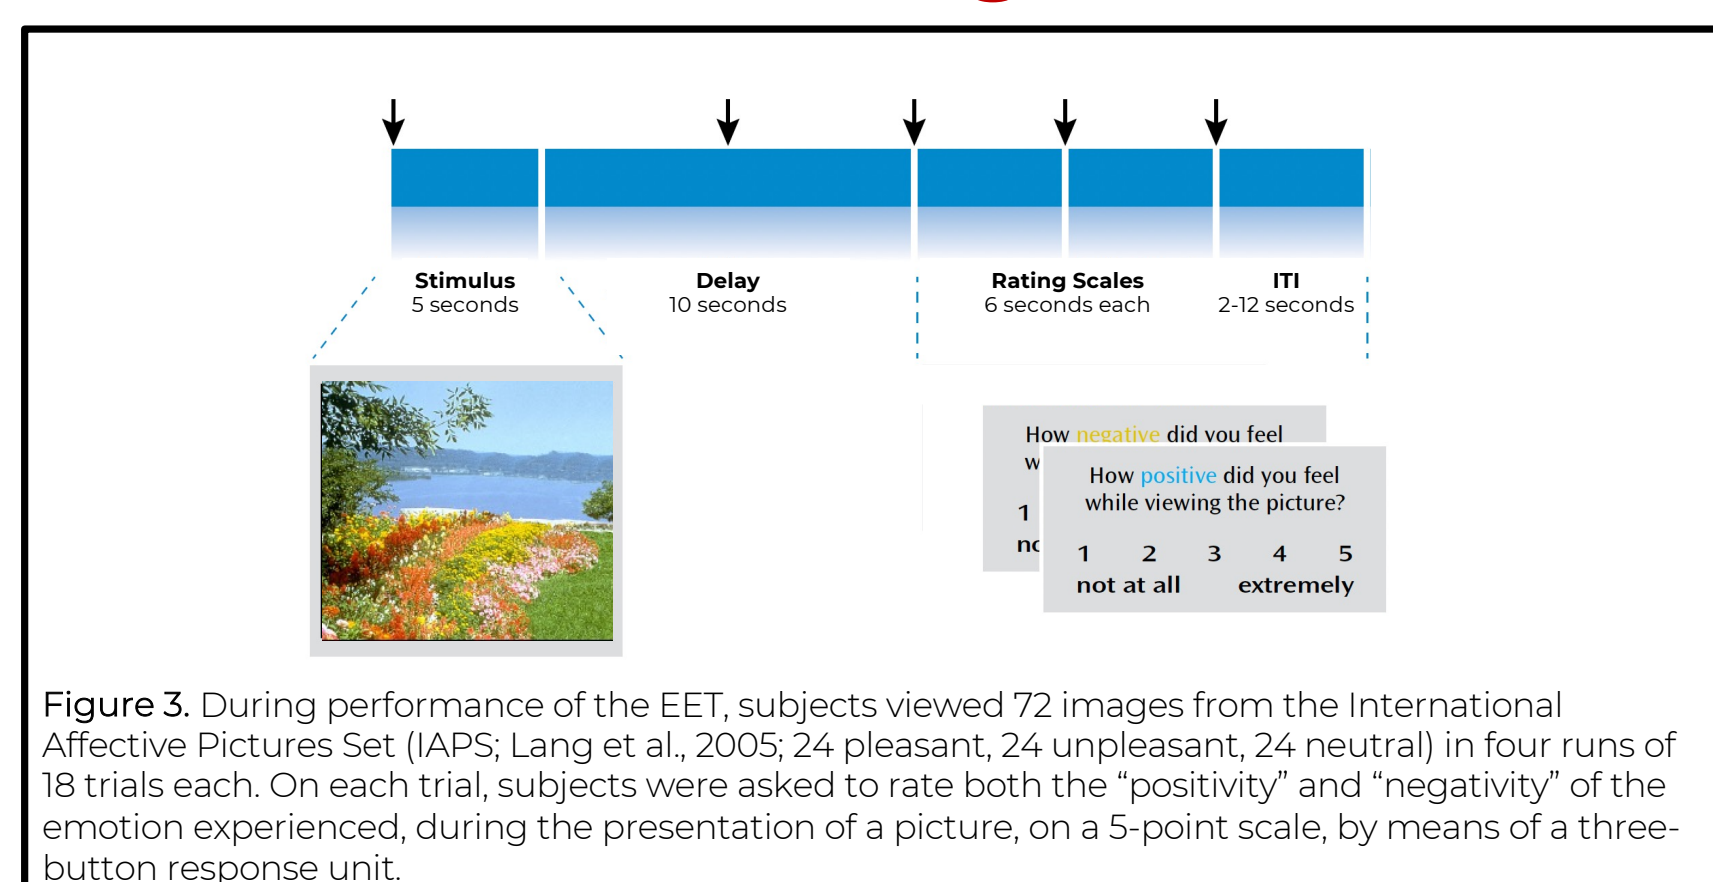 Stimulus
5 seconds
Delay
10 seconds
Rating Scales
6 seconds each
ITI
2-12 seconds
How negative did you feel
w
1
no
How positive did you feel
while viewing the picture?
1 2 3 4 5
not at all extremely
Figure 3. During performance of the EET, subjects viewed 72 images from the International
Affective Pictures Set (IAPS; Lang et al., 2005; 24 pleasant, 24 unpleasant, 24 neutral) in four runs of
18 trials each. On each trial, subjects were asked to rate both the “positivity” and “negativity” of the
emotion experienced, during the presentation of a picture, on a 5-point scale, by means of a three-
button response unit.